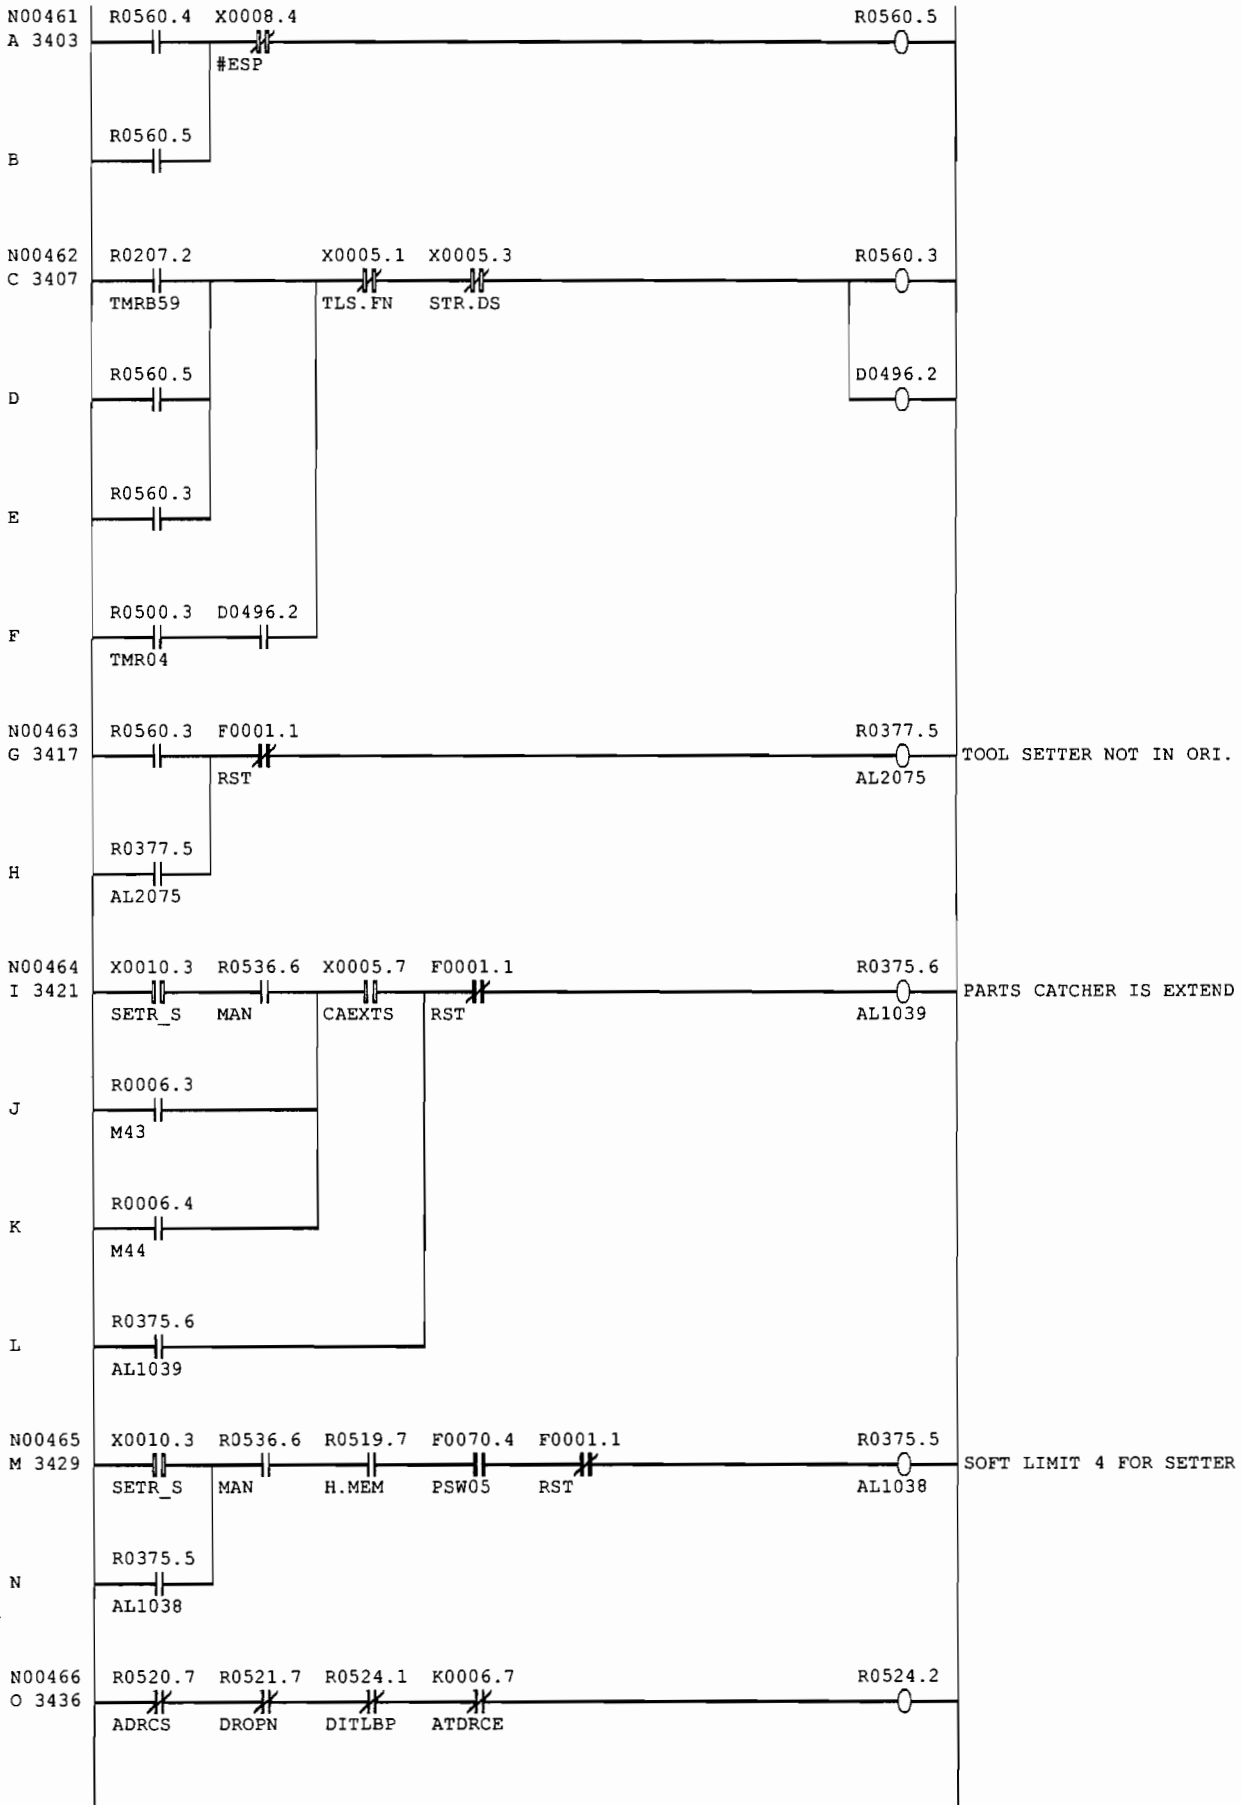 N00461 R0560.4 X0008.4 R0560.5
A 3403
#ESP
R0560.5
B
N00462 R0207.2 X0005.1 X0005.3 R0560.3
C 3407
TMRB59 TLS.FN STR.DS
R0560.5 D0496.2
D
R0560.3
E
R0500.3 D0496.2
F
TMR04
N00463 R0560.3 F0001.1 R0377.5
G 3417 TOOL SETTER NOT IN ORI.
RST AL2075
R0377.5
H
AL2075
N00464 X0010.3 R0536.6 X0005.7 F0001.1 R0375.6
I 3421 PARTS CATCHER IS EXTEND
SETR_S MAN CAEXTS RST AL1039
R0006.3
J
M43
R0006.4
K
M44
R0375.6
L
AL1039
N00465 X0010.3 R0536.6 R0519.7 F0070.4 F0001.1 R0375.5
M 3429 SOFT LIMIT 4 FOR SETTER
SETR_S MAN H.MEM PSW05 RST AL1038
R0375.5
N
AL1038
N00466 R0520.7 R0521.7 R0524.1 K0006.7 R0524.2
O 3436
ADRCS DROPN DITLBP ATDRCE